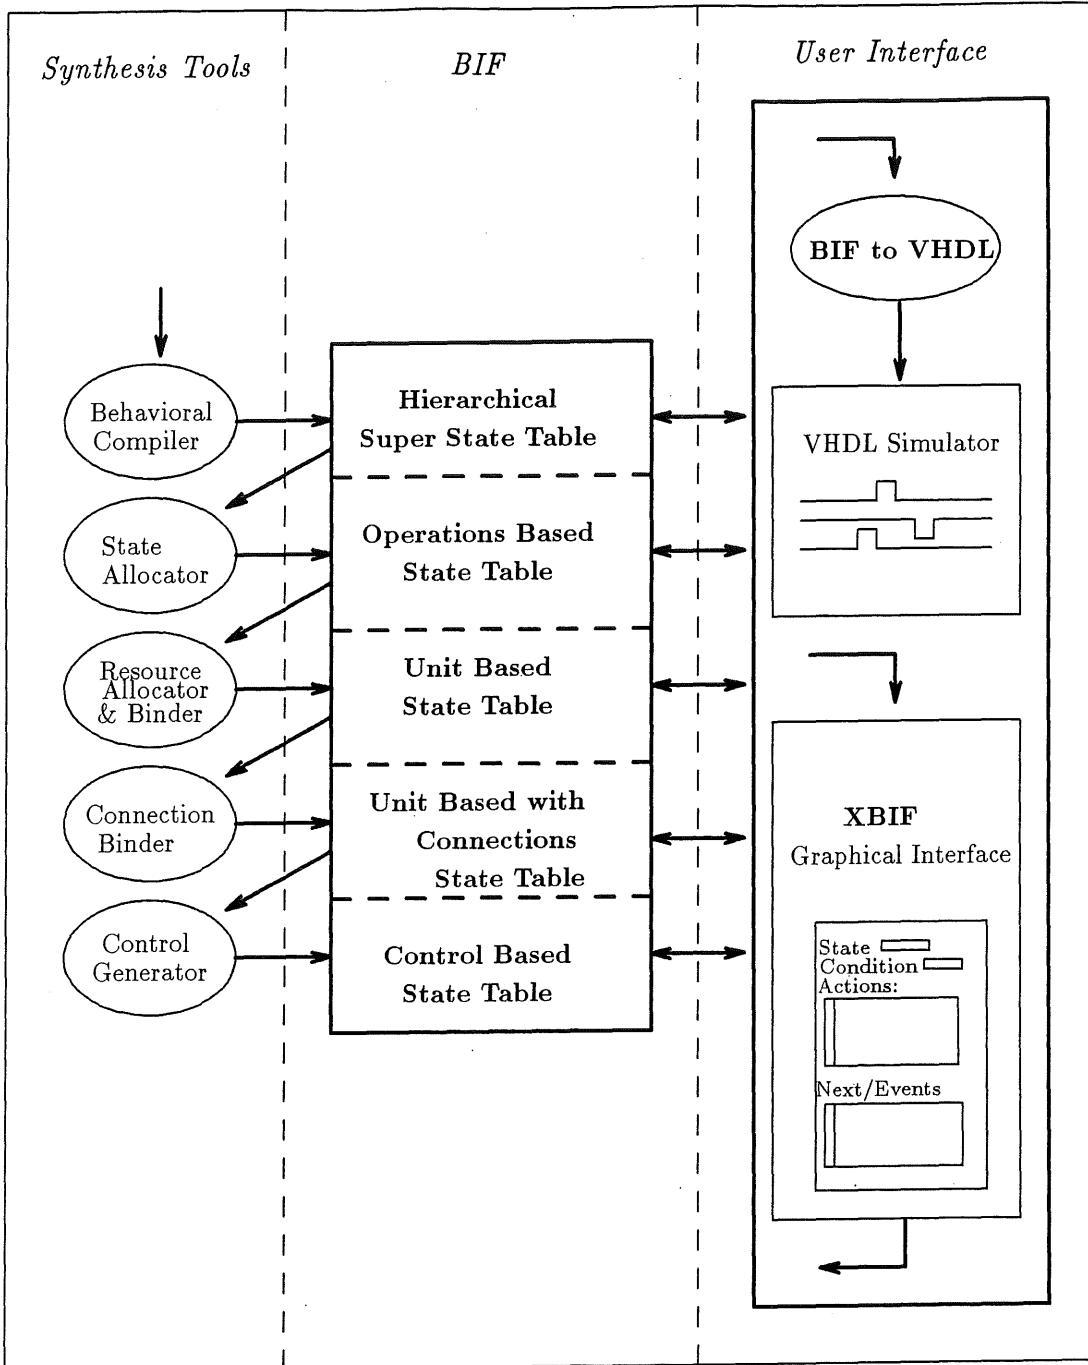 Synthesis Tools
BIF
User Interface
BIF to VHDL
Behavioral
Compiler
Hierarchical
Super State Table
VHDL Simulator
State
Allocator
Operations Based
State Table
Resource
Allocator
& Binder
Unit Based
State Table
Connection
Binder
Unit Based with
Connections
State Table
XBIF
Graphical Interface
Control
Generator
Control Based
State Table
State
Condition
Actions:
Next/Events